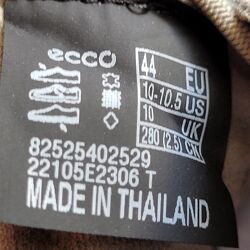 ecco
44 EU
10-10.5 US
10 UK
280 (2.5) CN
82525402529
22105E2306 T
MADE IN THAILAND